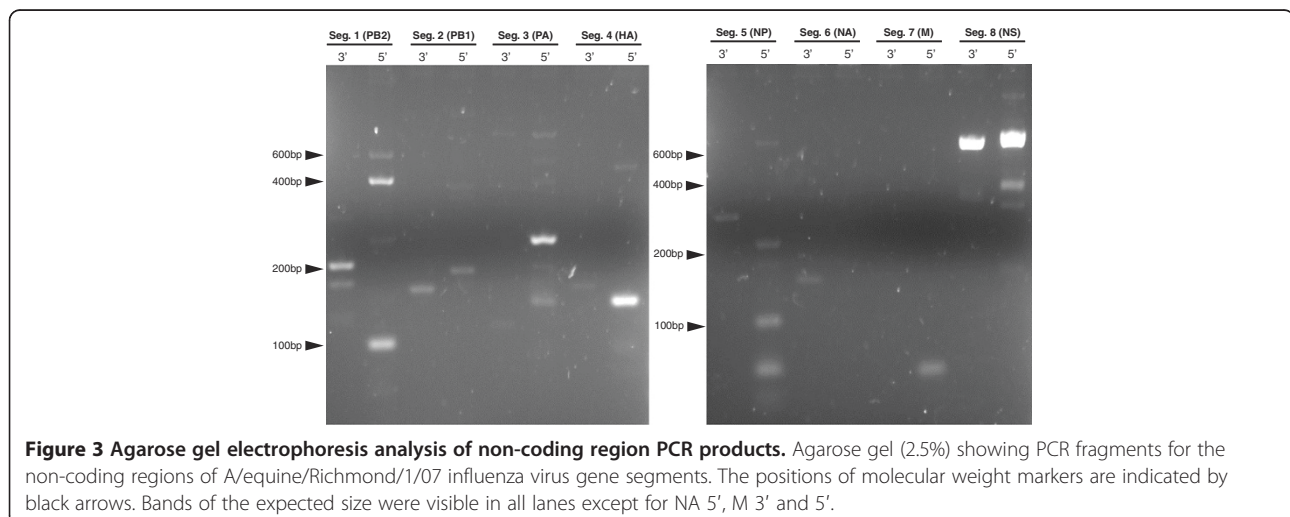 Seg. 1 (PB2) Seg. 2 (PB1) Seg. 3 (PA) Seg. 4 (HA)
3’ 5’ 3’ 5’ 3’ 5’ 3’ 5’
600bp
400bp
200bp
100bp
Seg. 5 (NP) Seg. 6 (NA) Seg. 7 (M) Seg. 8 (NS)
3’ 5’ 3’ 5’ 3’ 5’ 3’ 5’
600bp
400bp
200bp
100bp
Figure 3 Agarose gel electrophoresis analysis of non-coding region PCR products. Agarose gel (2.5%) showing PCR fragments for the
non-coding regions of A/equine/Richmond/1/07 influenza virus gene segments. The positions of molecular weight markers are indicated by
black arrows. Bands of the expected size were visible in all lanes except for NA 5′, M 3′ and 5′.